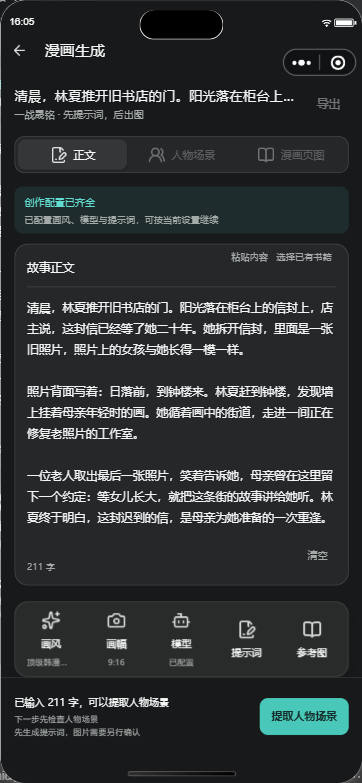 16:05
漫画生成
清晨，林夏推开旧书店的门。阳光落在柜台上...
导出
一战晟铭 · 先提示词，后出图
正文
人物场景
漫画页图
创作配置已齐全
已配置画风、模型与提示词，可按当前设置继续
故事正文
粘贴内容 选择已有书籍
清晨，林夏推开旧书店的门。阳光落在柜台上的信封上，店
主说，这封信已经等了她二十年。她拆开信封，里面是一张
旧照片，照片上的女孩与她长得一模一样。
照片背面写着：日落前，到钟楼来。林夏赶到钟楼，发现墙
上挂着母亲年轻时的画。她循着画中的街道，走进一间正在
修复老照片的工作室。
一位老人取出最后一张照片，笑着告诉她，母亲曾在这里留
下一个约定：等女儿长大，就把这条街的故事讲给她听。林
夏终于明白，这封迟到的信，是母亲为她准备的一次重逢。
清空
211 字
画风
画幅
模型
提示词
参考图
顶级韩漫...
9:16
已配置
已输入 211 字，可以提取人物场景
下一步先检查人物场景
先生成提示词，图片需要另行确认
提取人物场景